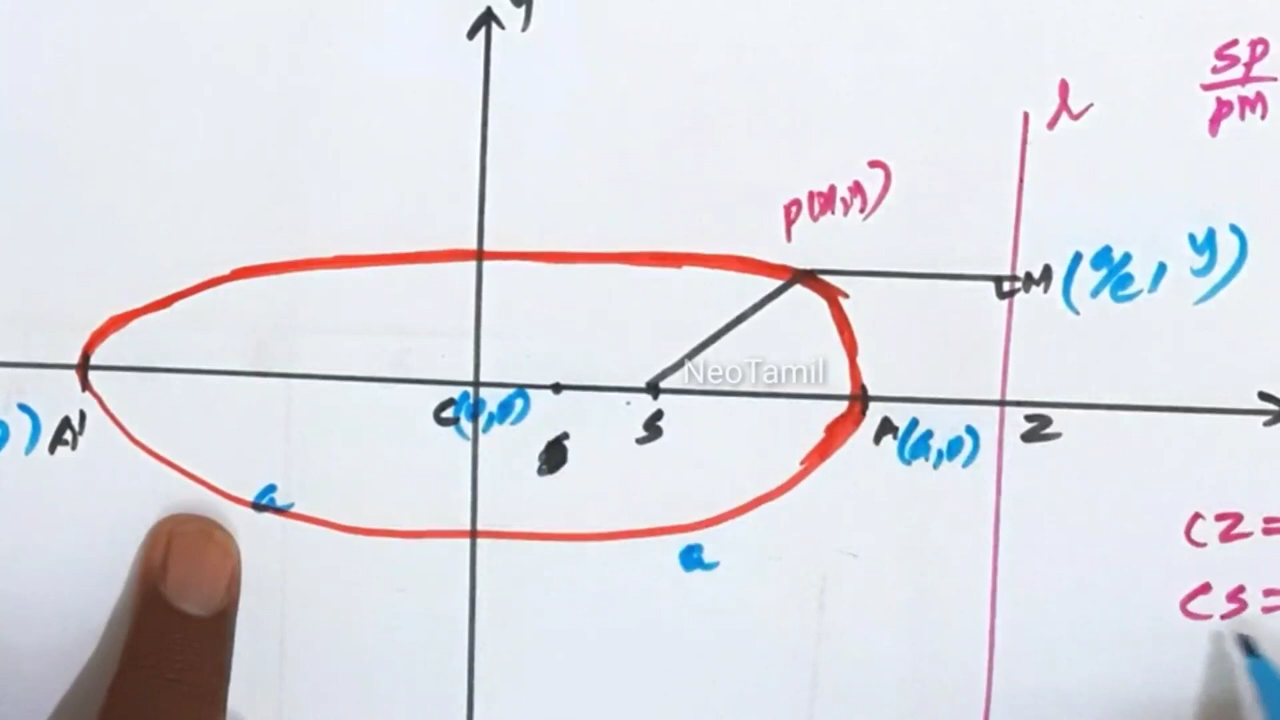 y
SP
PM
l
P(x,y)
M (a/e, y)
NeoTamil
C(0,0)
S
A(a,0)
Z
) A'
a
a
CZ=
CS=